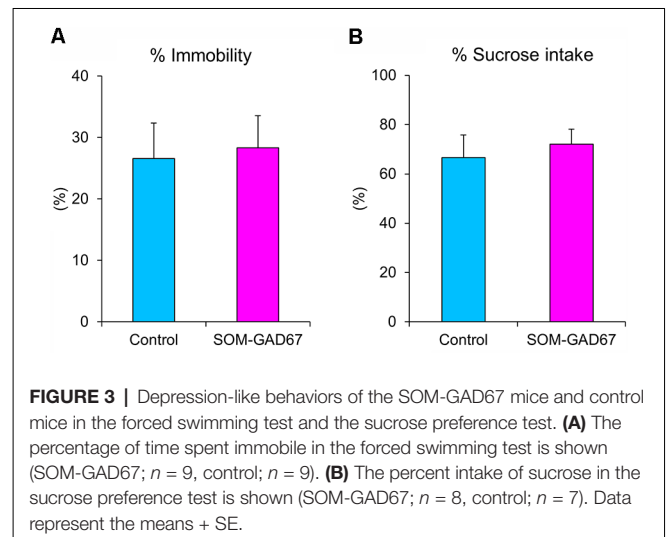 A
B
% Immobility
% Sucrose intake
40
30
20
10
0
(%)
Control
SOM-GAD67
100
80
60
40
20
0
(%)
Control
SOM-GAD67
FIGURE 3 | Depression-like behaviors of the SOM-GAD67 mice and control
mice in the forced swimming test and the sucrose preference test. (A) The
percentage of time spent immobile in the forced swimming test is shown
(SOM-GAD67; n = 9, control; n = 9). (B) The percent intake of sucrose in the
sucrose preference test is shown (SOM-GAD67; n = 8, control; n = 7). Data
represent the means + SE.